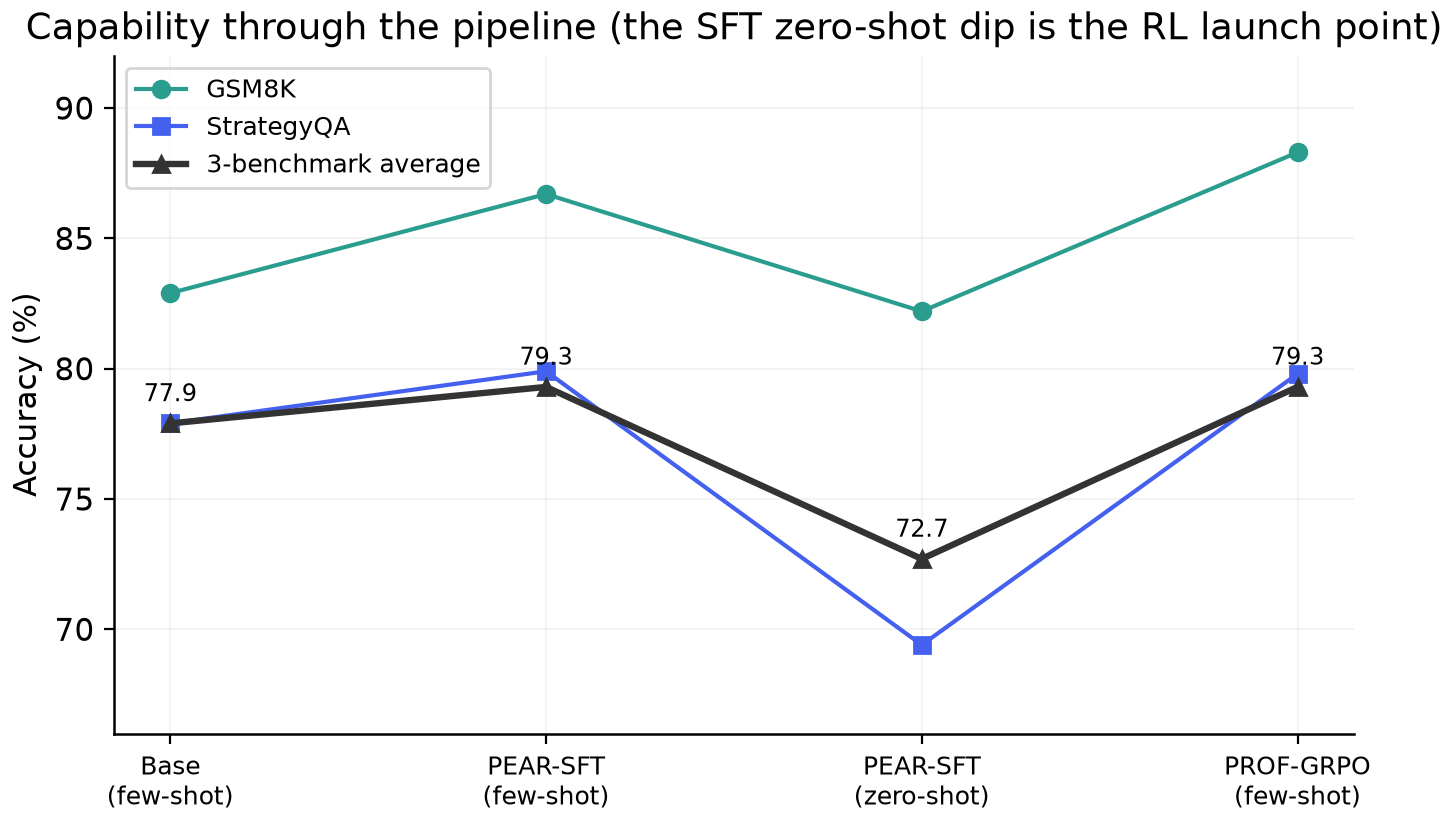 Capability through the pipeline (the SFT zero-shot dip is the RL launch point)
GSM8K
StrategyQA
3-benchmark average
Accuracy (%)
90
85
80
75
70
77.9
79.3
72.7
79.3
Base
(few-shot)
PEAR-SFT
(few-shot)
PEAR-SFT
(zero-shot)
PROF-GRPO
(few-shot)